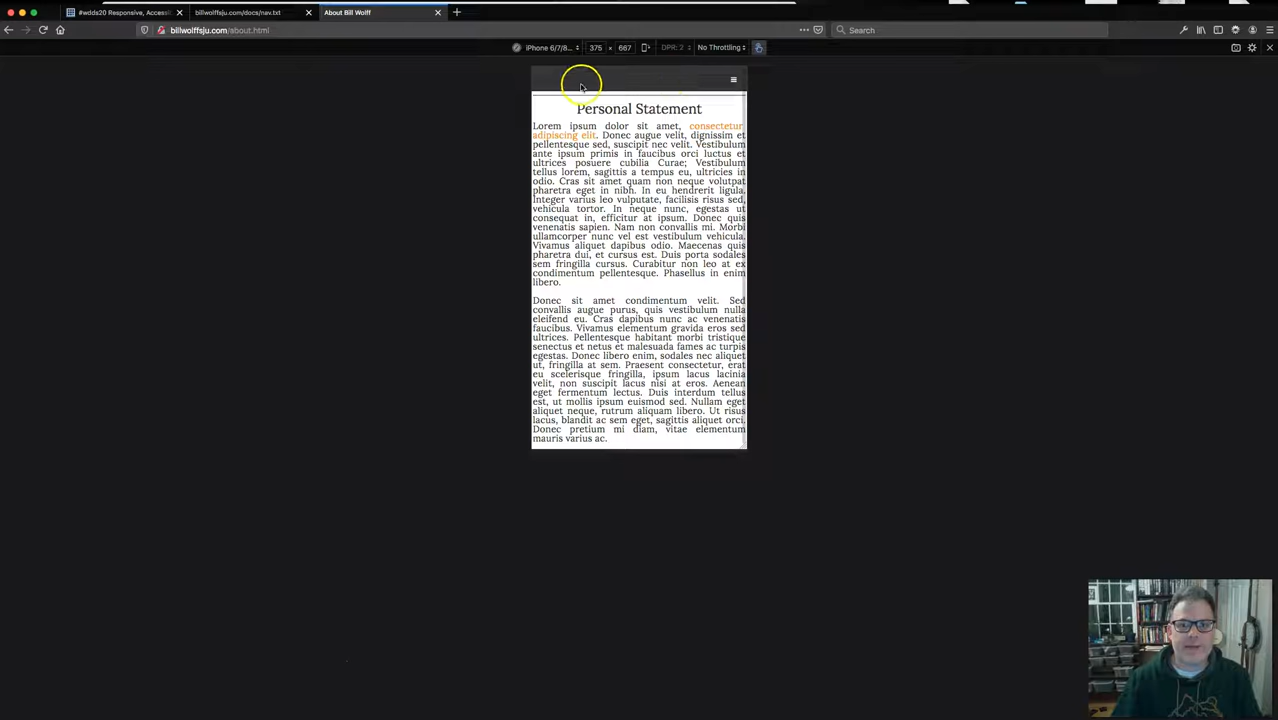 #wdds20 Responsive, Accessi
billwolffsju.com/docs/nav.txt
About Bill Wolff
billwolffsju.com/about.html
Search
iPhone 6/7/8... 375 × 667 DPR: 2 No Throttling
Personal Statement
Lorem ipsum dolor sit amet, consectetur
adipiscing elit. Donec augue velit, dignissim et
pellentesque sed, suscipit nec velit. Vestibulum
ante ipsum primis in faucibus orci luctus et
ultrices posuere cubilia Curae; Vestibulum
tellus lorem, sagittis a tempus eu, ultricies in
odio. Cras sit amet quam non neque volutpat
pharetra eget in nibh. In eu hendrerit ligula.
Integer varius leo vulputate, facilisis risus sed,
vehicula tortor. In neque nunc, egestas ut
consequat in, efficitur at ipsum. Donec quis
venenatis sapien. Nam non convallis mi. Morbi
ullamcorper nunc vel est vestibulum vehicula.
Vivamus aliquet dapibus odio. Maecenas quis
pharetra dui, et cursus est. Duis porta sodales
sem fringilla cursus. Curabitur non leo at ex
condimentum pellentesque. Phasellus in enim
libero.
Donec sit amet condimentum velit. Sed
convallis augue purus, quis vestibulum nulla
eleifend eu. Cras dapibus nunc ac venenatis
faucibus. Vivamus elementum gravida eros sed
ultrices. Pellentesque habitant morbi tristique
senectus et netus et malesuada fames ac turpis
egestas. Donec libero enim, sodales nec aliquet
ut, fringilla at sem. Praesent consectetur, erat
eu scelerisque fringilla, ipsum lacus lacinia
velit, non suscipit lacus nisi at eros. Aenean
eget fermentum lectus. Duis interdum tellus
est, ut mollis ipsum euismod sed. Nullam eget
aliquet neque, rutrum aliquam libero. Ut risus
lacus, blandit ac sem eget, sagittis aliquet orci.
Donec pretium mi diam, vitae elementum
mauris varius ac.